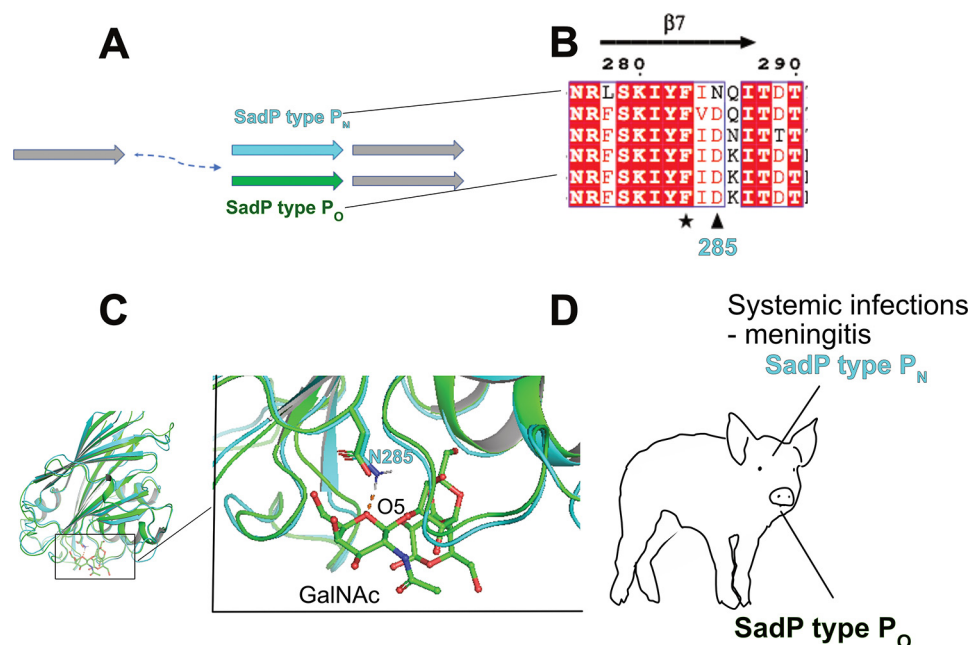 A
B
β7
280 290
SadP type PN
SadP type PO
NRLSKIYFINQITDT
NRFSKIYFVDQITDT
NRFSKIYFIDNITTT
NRFSKIYFIDKITDT
NRFSKIYFIDKITDT
NRFSKIYFIDKITDT
285
C
N285
O5
GalNAc
D
Systemic infections
- meningitis
SadP type PN
SadP type PO